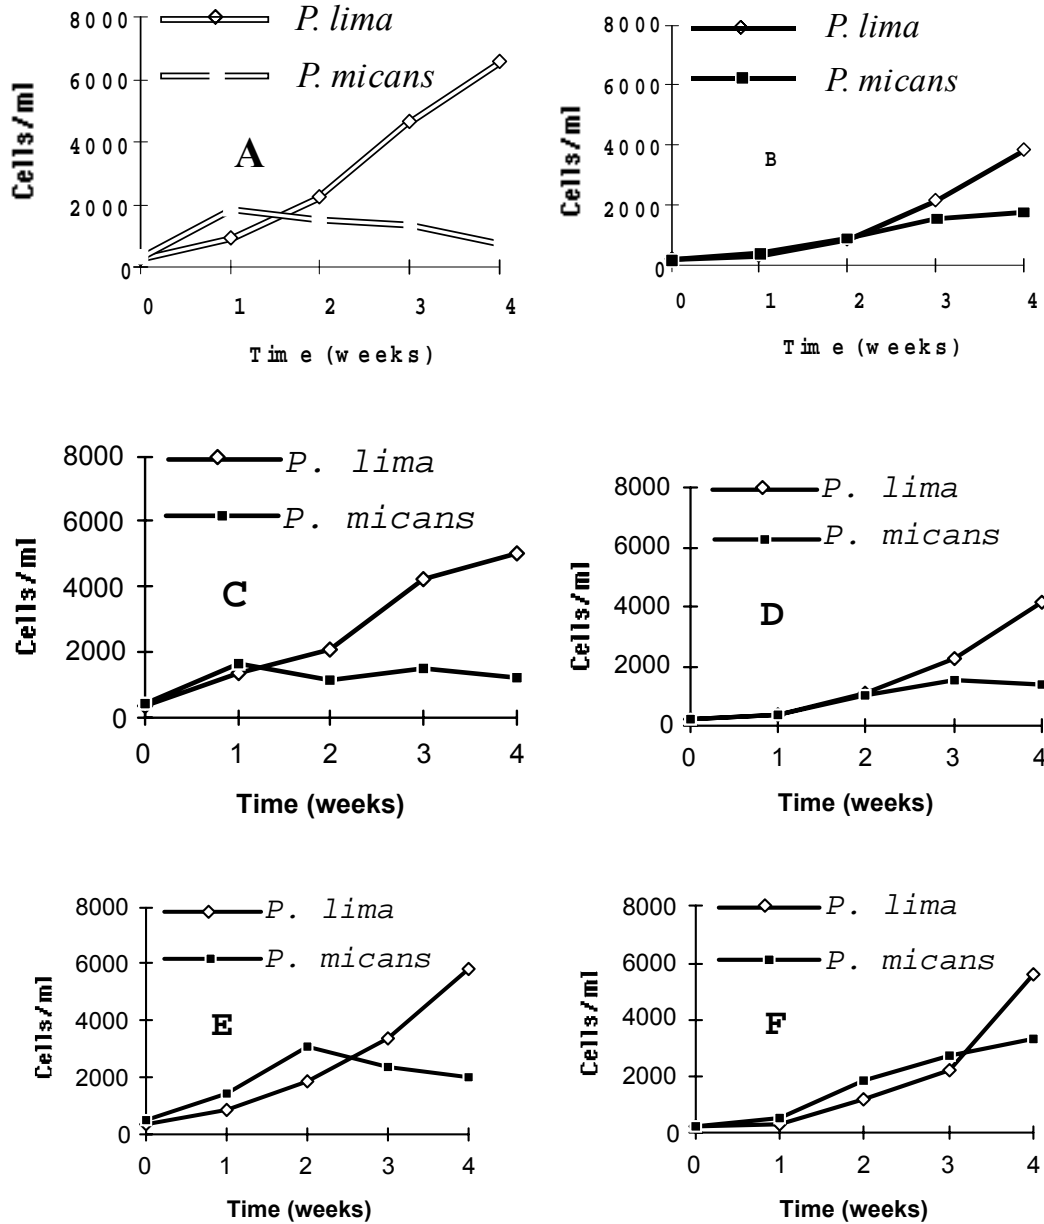 8000
P. lima
6000
P. micans
4000
A
2000
0
Cells/ml
0 1 2 3 4
Time (weeks)
8000
P. lima
6000
P. micans
4000
B
2000
0
Cells/ml
0 1 2 3 4
Time (weeks)
8000
P. lima
6000
P. micans
4000
C
2000
0
Cells/ml
0 1 2 3 4
Time (weeks)
8000
P. lima
6000
P. micans
4000
D
2000
0
Cells/ml
0 1 2 3 4
Time (weeks)
8000
P. lima
6000
P. micans
4000
E
2000
0
Cells/ml
0 1 2 3 4
Time (weeks)
8000
P. lima
6000
P. micans
4000
F
2000
0
Cells/ml
0 1 2 3 4
Time (weeks)